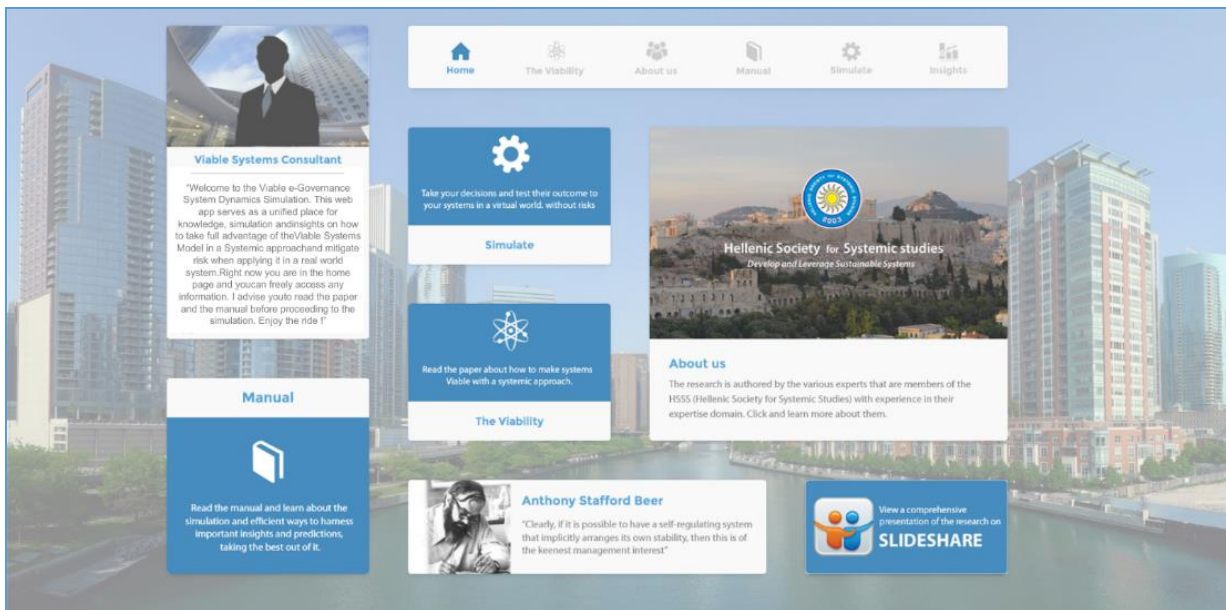 Home
The Viability
About us
Manual
Simulate
Insights
Viable Systems Consultant
"Welcome to the Viable e-Governance
System Dynamics Simulation. This web
app serves as a unified place for
knowledge, simulation andinsights on how
to take full advantage of theViable Systems
Model in a Systemic approachand mitigate
risk when applying it in a real world
system.Right now you are in the home
page and youcan freely access any
information. I advise youto read the paper
and the manual before proceeding to the
simulation. Enjoy the ride !"
Manual
Read the manual and learn about the
simulation and efficient ways to harness
important insights and predictions,
taking the best out of it.
Take your decisions and test their outcome to
your systems in a virtual world. without risks
Simulate
Read the paper about how to make systems
Viable with a systemic approach.
The Viability
HELLENIC SOCIETY FOR SYSTEMIC STUDIES
2003
Hellenic Society for Systemic studies
Develop and Leverage Sustainable Systems
About us
The research is authored by the various experts that are members of the
HSSS (Hellenic Society for Systemic Studies) with experience in their
expertise domain. Click and learn more about them.
Anthony Stafford Beer
"Clearly, if it is possible to have a self-regulating system
that implicitly arranges its own stability, then this is of
the keenest management interest"
View a comprehensive
presentation of the research on
SLIDESHARE